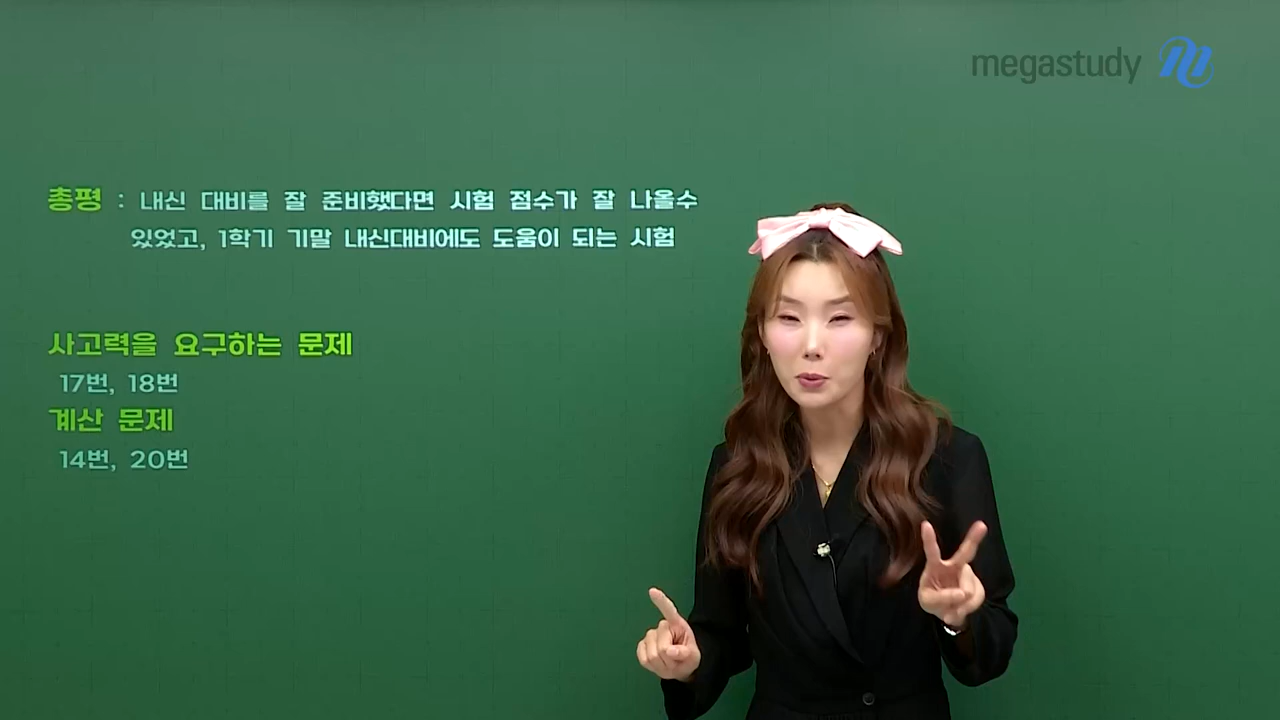 megastudy
총평 : 내신 대비를 잘 준비했다면 시험 점수가 잘 나올수
있었고, 1학기 기말 내신대비에도 도움이 되는 시험
사고력을 요구하는 문제
17번, 18번
계산 문제
14번, 20번